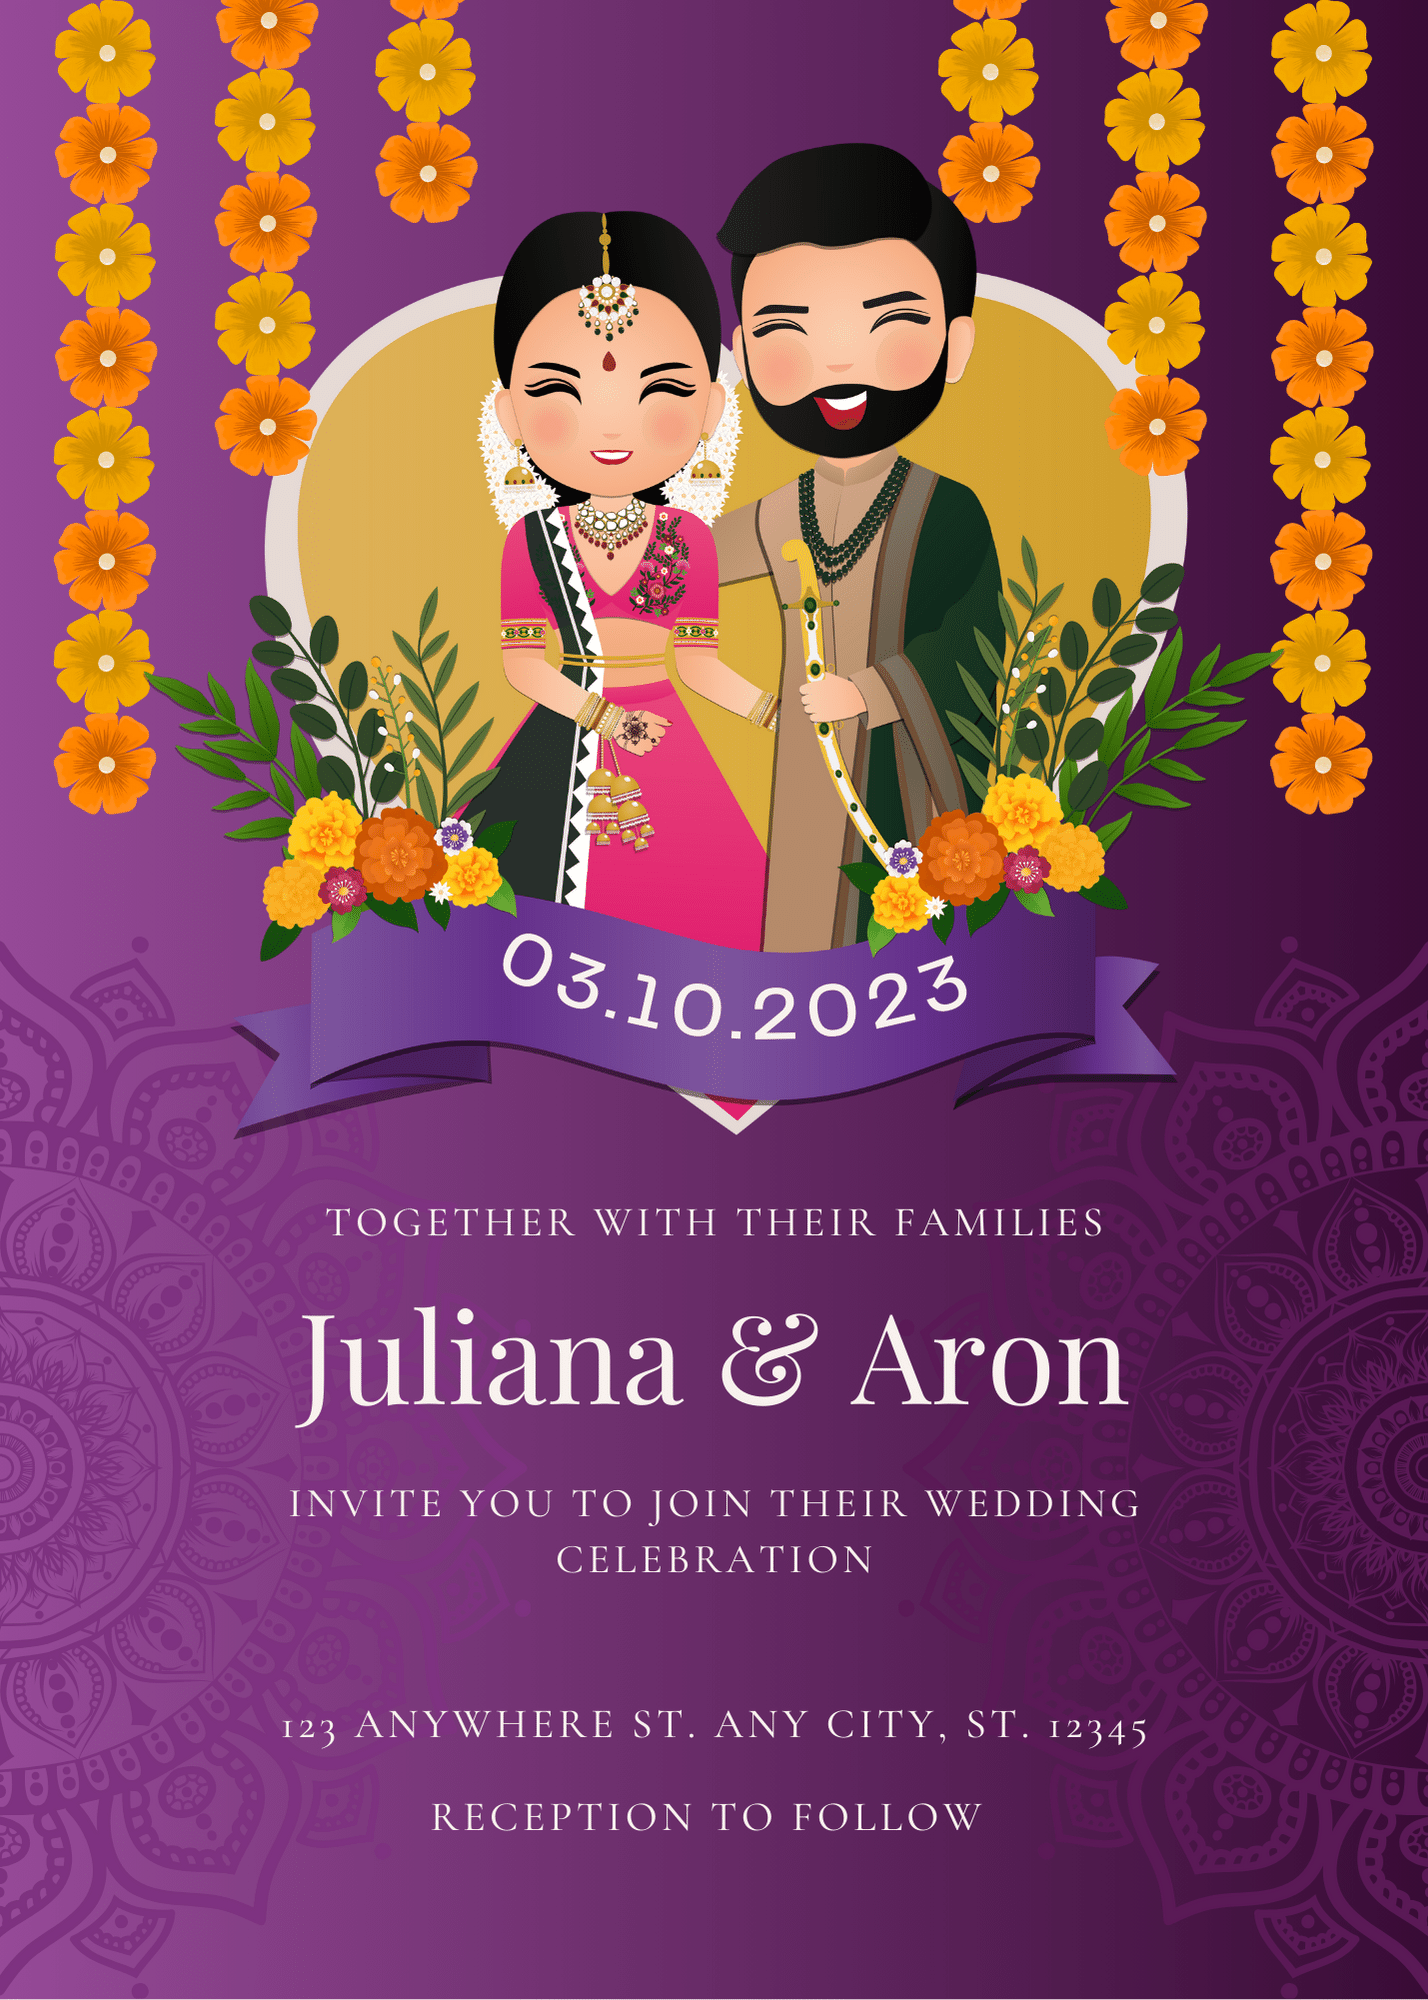 03.10.2023
TOGETHER WITH THEIR FAMILIES
Juliana & Aron
INVITE YOU TO JOIN THEIR WEDDING
CELEBRATION
123 ANYWHERE ST. ANY CITY, ST. 12345
RECEPTION TO FOLLOW